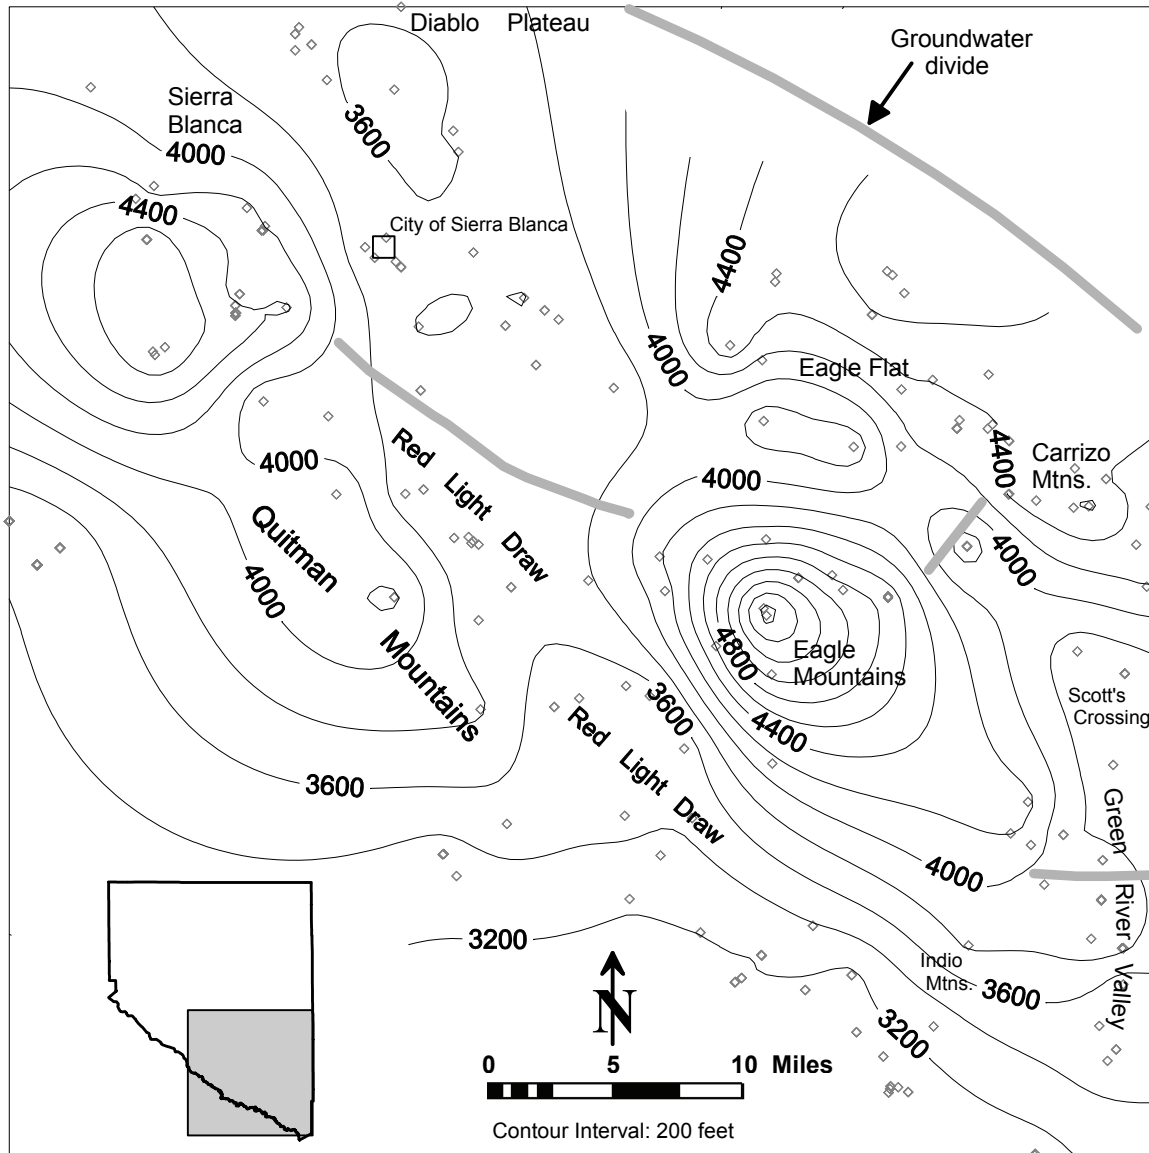 Diablo Plateau
Groundwater
divide
Sierra
Blanca
3600
4000
4400
City of Sierra Blanca
4400
4000
Eagle Flat
Red Light Draw
4000
4000
4400
Carrizo
Mtns.
Quitman
Mountains
4000
4000
4800
Eagle
Mountains
Scott's
Crossing
3600
4400
Red Light Draw
3600
Green River Valley
4000
3200
Indio
Mtns.
3600
3200
N
0 5 10 Miles
Contour Interval: 200 feet